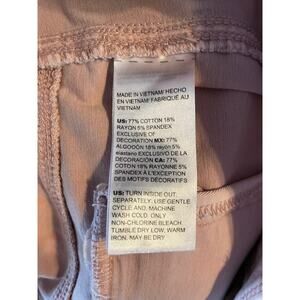 MADE IN VIETNAM/ HECHO
EN VIETNAM/ FABRIQUÉ AU
VIETNAM
US: 77% COTTON 18%
RAYON 5% SPANDEX
EXCLUSIVE OF
DECORATION MX: 77%
ALGODÓN 18% rayón 5%
elastano EXCLUSIVO DE LA
DECORACIÓN CA: 77%
COTON 18% RAYONNE 5%
SPANDEX À L'EXCEPTION
DES MOTIFS DÉCORATIFS
US: TURN INSIDE OUT.
SEPARATELY. USE GENTLE
CYCLE AND, MACHINE
WASH COLD. ONLY
NON-CHLORINE BLEACH.
TUMBLE DRY LOW, WARM
IRON. MAY BE DRY